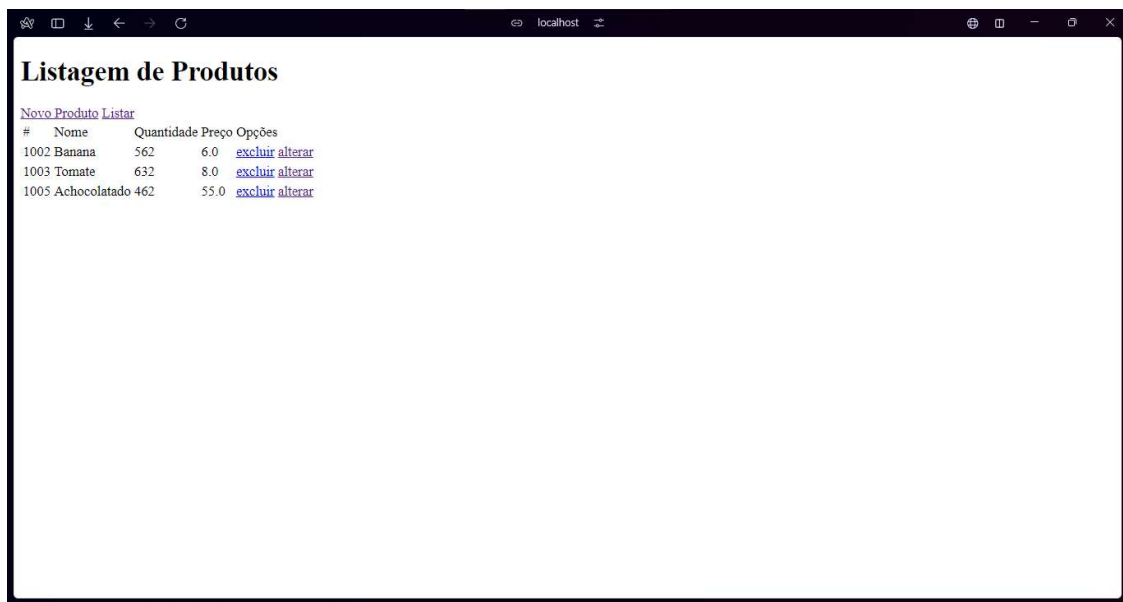 localhost
Listagem de Produtos
Novo Produto Listar
# Nome Quantidade Preço Opções
1002 Banana 562 6.0 excluir alterar
1003 Tomate 632 8.0 excluir alterar
1005 Achocolatado 462 55.0 excluir alterar